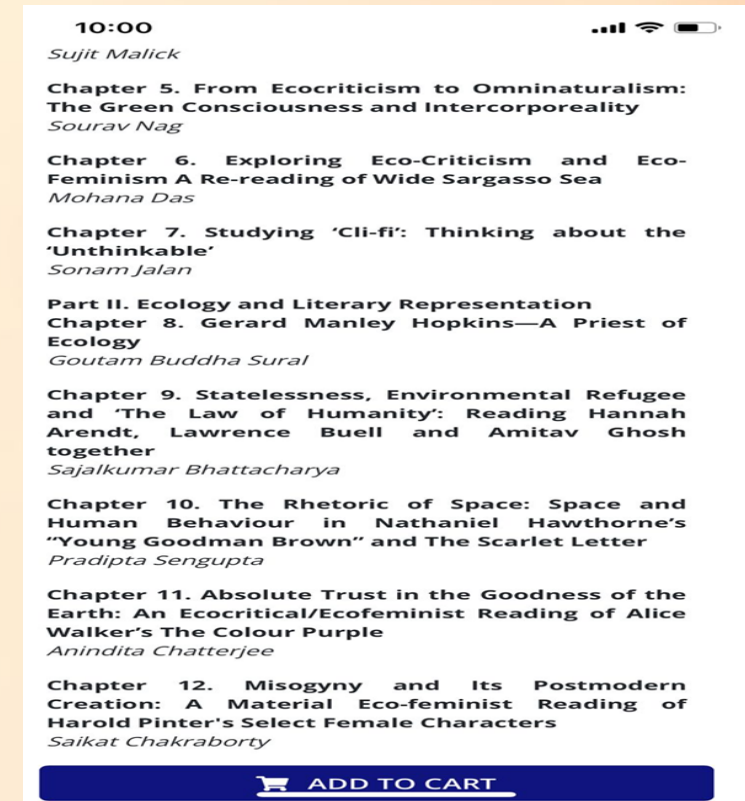 10:00
Sujit Malick
Chapter 5. From Ecocriticism to Omninaturalism:
The Green Consciousness and Intercorporeality
Sourav Nag
Chapter 6. Exploring Eco-Criticism and Eco-
Feminism A Re-reading of Wide Sargasso Sea
Mohana Das
Chapter 7. Studying ‘Cli-fi’: Thinking about the
‘Unthinkable’
Sonam Jalan
Part II. Ecology and Literary Representation
Chapter 8. Gerard Manley Hopkins—A Priest of
Ecology
Goutam Buddha Sural
Chapter 9. Statelessness, Environmental Refugee
and ‘The Law of Humanity’: Reading Hannah
Arendt, Lawrence Buell and Amitav Ghosh
together
Sajalkumar Bhattacharya
Chapter 10. The Rhetoric of Space: Space and
Human Behaviour in Nathaniel Hawthorne’s
“Young Goodman Brown” and The Scarlet Letter
Pradipta Sengupta
Chapter 11. Absolute Trust in the Goodness of the
Earth: An Ecocritical/Ecofeminist Reading of Alice
Walker’s The Colour Purple
Anindita Chatterjee
Chapter 12. Misogyny and Its Postmodern
Creation: A Material Eco-feminist Reading of
Harold Pinter's Select Female Characters
Saikat Chakraborty
ADD TO CART